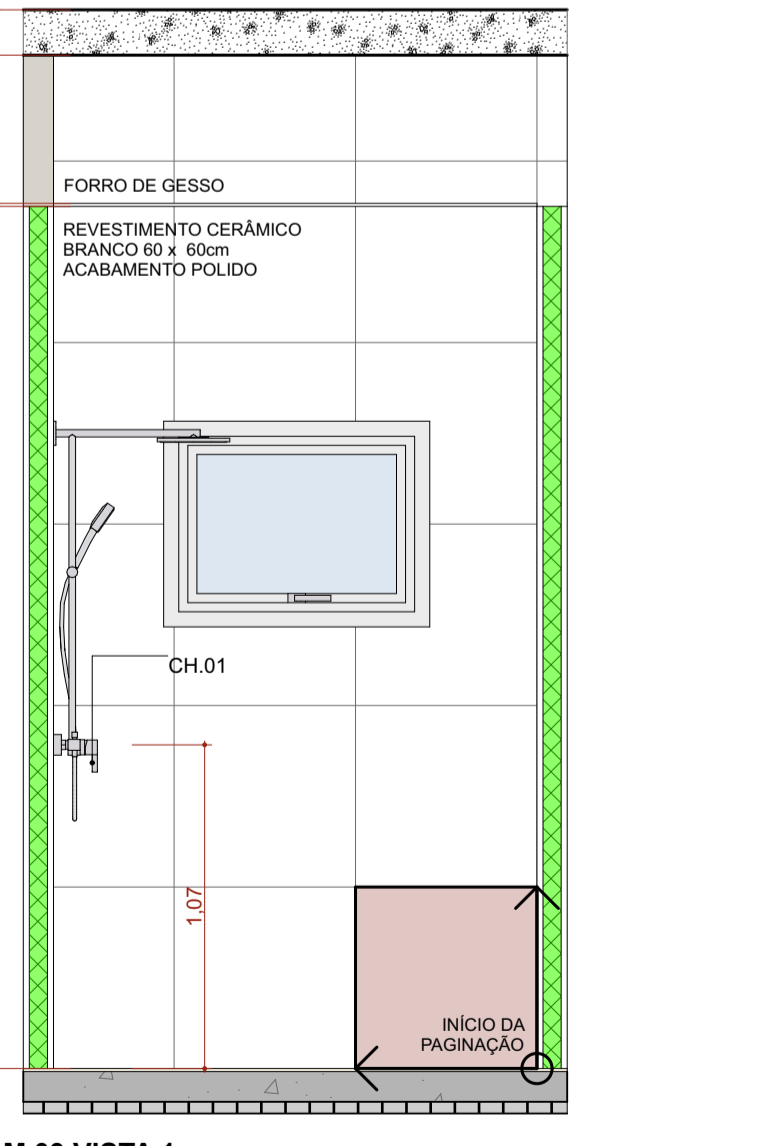 FORRO DE GESSO
REVESTIMENTO CERÂMICO
BRANCO 60 x 60cm
ACABAMENTO POLIDO
CH.01
1,07
INÍCIO DA
PAGINAÇÃO